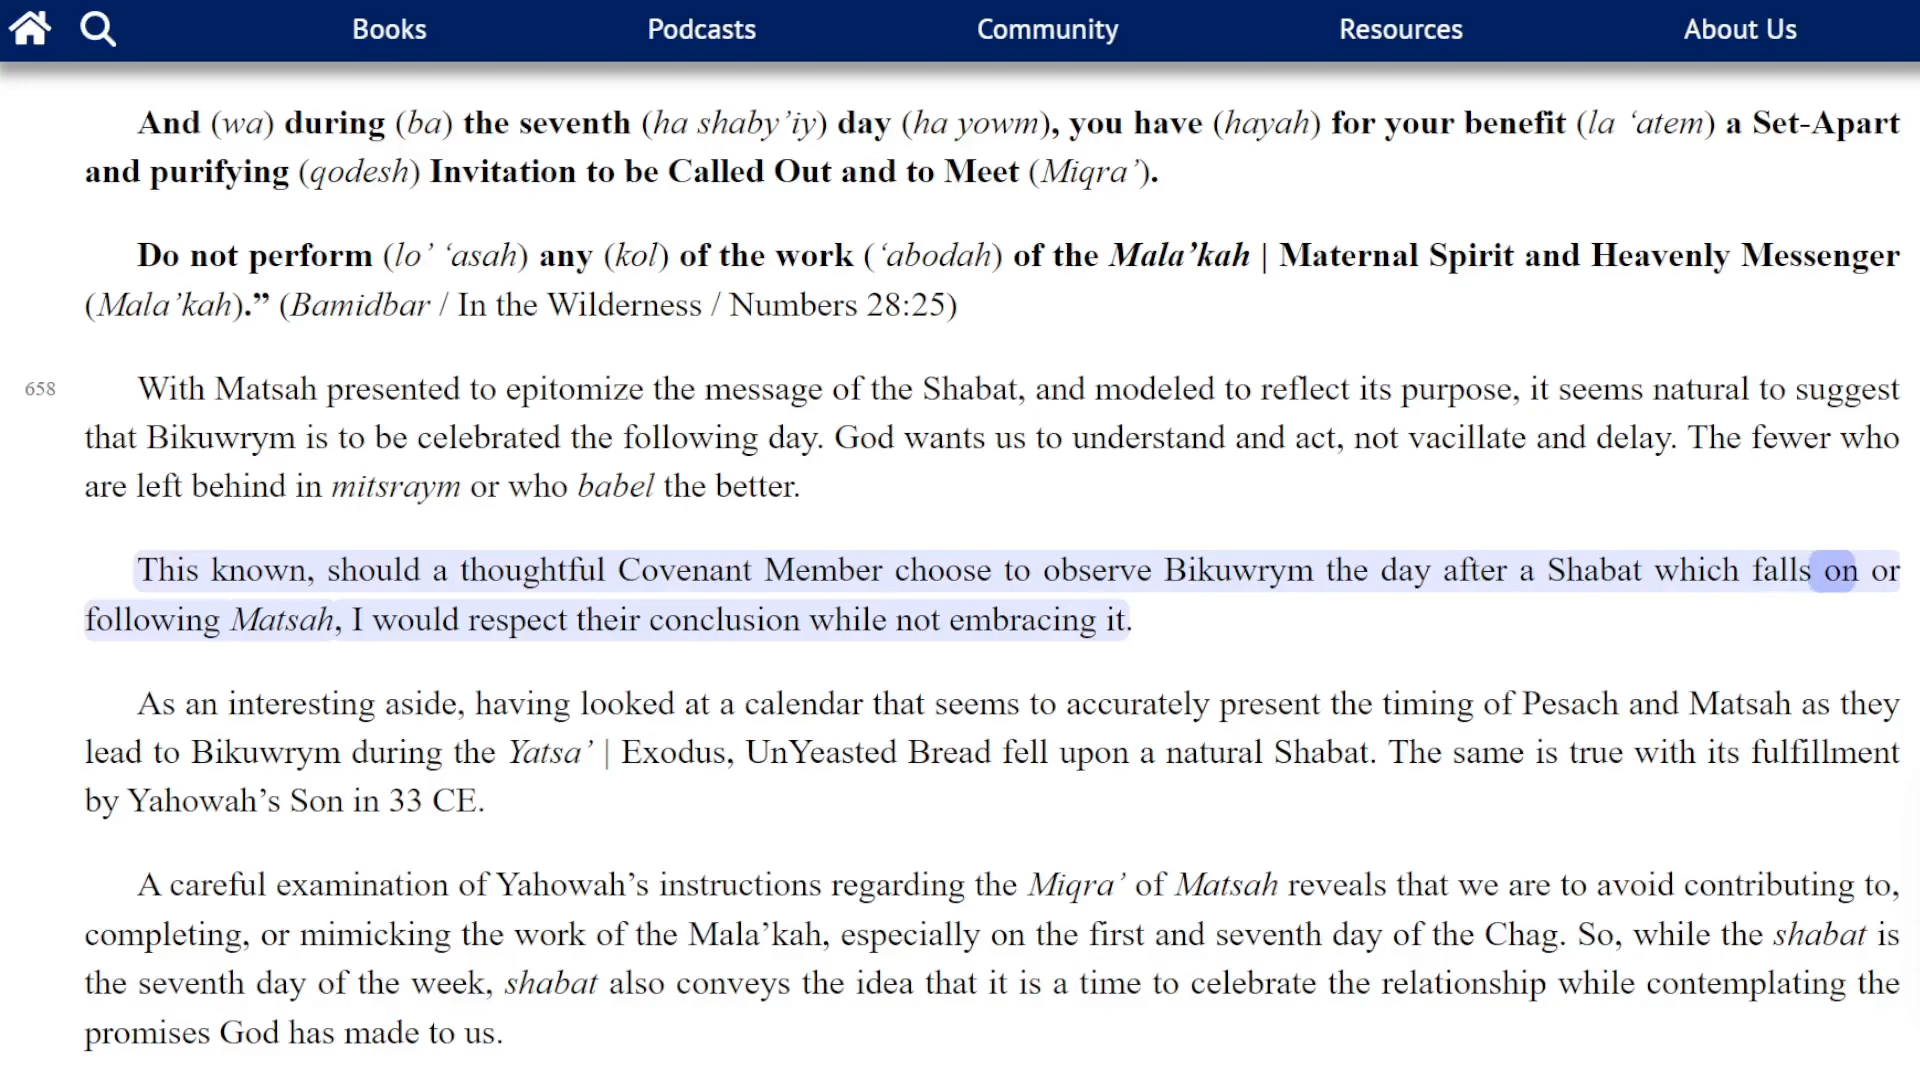 Books Podcasts Community Resources About Us
And (wa) during (ba) the seventh (ha shaby’iy) day (ha yowm), you have (hayah) for your benefit (la ‘atem) a Set-Apart
and purifying (qodesh) Invitation to be Called Out and to Meet (Miqra’).
Do not perform (lo’ ‘asah) any (kol) of the work (‘abodah) of the Mala’kah | Maternal Spirit and Heavenly Messenger
(Mala’kah).” (Bamidbar / In the Wilderness / Numbers 28:25)
658 With Matsah presented to epitomize the message of the Shabat, and modeled to reflect its purpose, it seems natural to suggest
that Bikuwrym is to be celebrated the following day. God wants us to understand and act, not vacillate and delay. The fewer who
are left behind in mitsraym or who babel the better.
This known, should a thoughtful Covenant Member choose to observe Bikuwrym the day after a Shabat which falls on or
following Matsah, I would respect their conclusion while not embracing it.
As an interesting aside, having looked at a calendar that seems to accurately present the timing of Pesach and Matsah as they
lead to Bikuwrym during the Yatsa’ | Exodus, UnYeasted Bread fell upon a natural Shabat. The same is true with its fulfillment
by Yahowah’s Son in 33 CE.
A careful examination of Yahowah’s instructions regarding the Miqra’ of Matsah reveals that we are to avoid contributing to,
completing, or mimicking the work of the Mala’kah, especially on the first and seventh day of the Chag. So, while the shabat is
the seventh day of the week, shabat also conveys the idea that it is a time to celebrate the relationship while contemplating the
promises God has made to us.